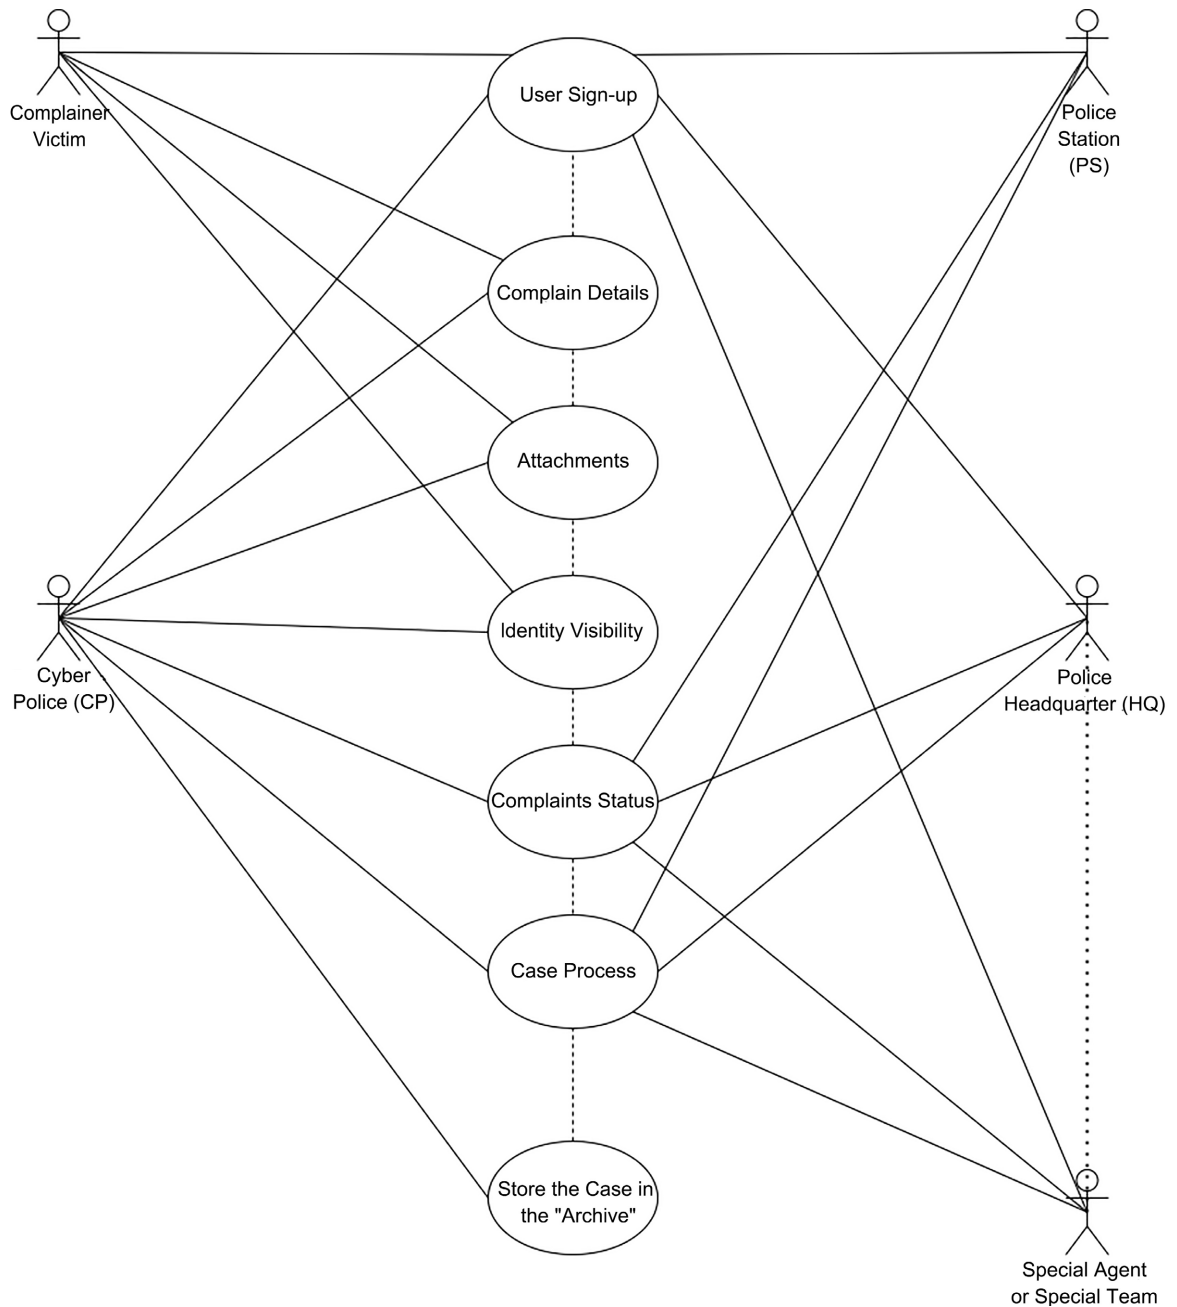 Complainer
Victim
Police
Station
(PS)
User Sign-up
Complain Details
Attachments
Identity Visibility
Cyber
Police (CP)
Police
Headquarter (HQ)
Complaints Status
Case Process
Store the Case in
the "Archive"
Special Agent
or Special Team